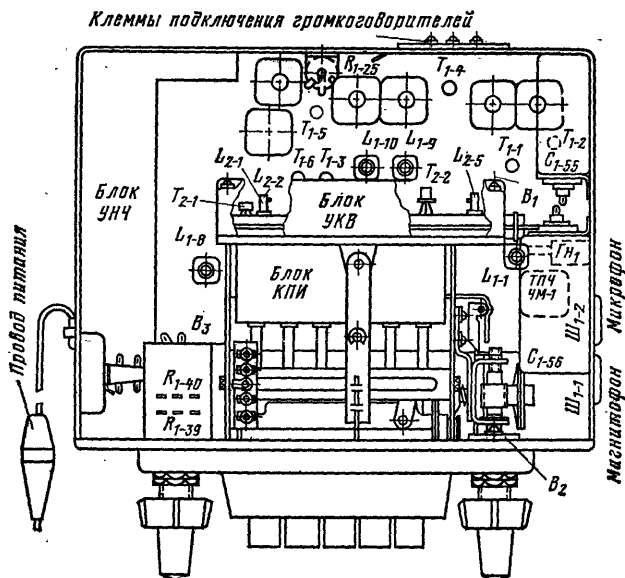 Клеммы подключения громкоговорителей
R1-25
T1-4
T1-5
L1-10
L1-9
T1-1
T1-2
C1-55
T1-6
T1-3
L2-1
L2-2
T2-2
L2-5
T2-1
Блок
УНЧ
Блок
УКВ
B1
L1-8
Гн1
Блок
КПИ
L1-1
ТПЧ
ЧМ-1
Ш1-2
Микрофон
Провод питания
B3
C1-56
R1-40
R1-39
Ш1-1
Магнитофон
B2